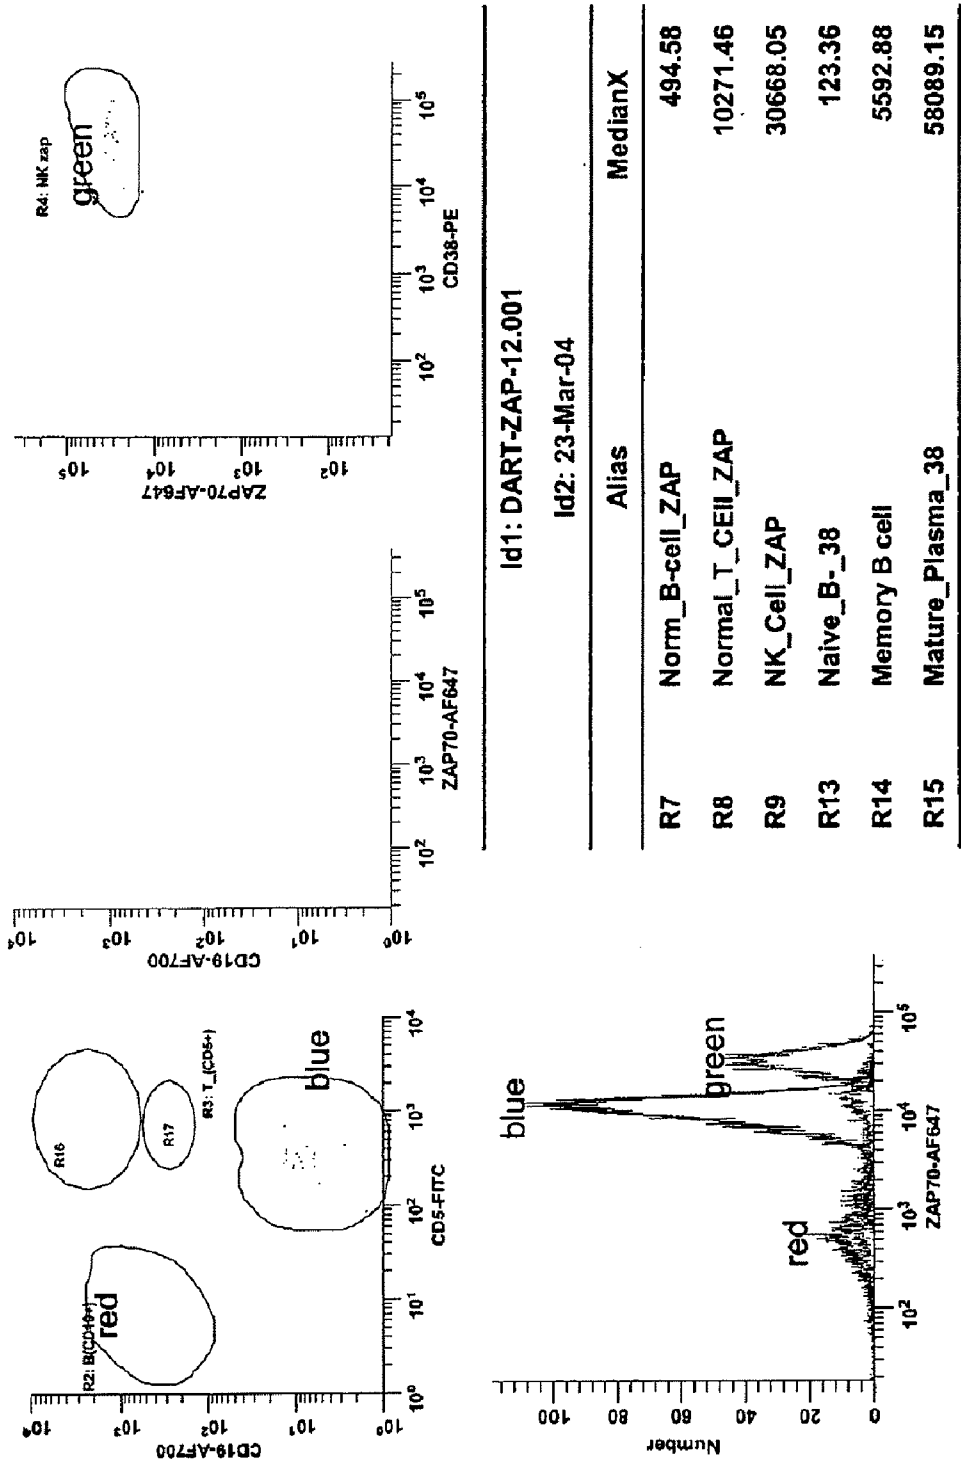 10⁴
10³
10²
10¹
10⁰
CD19-AF700
R2: B(CD19+)
red
R16
R17
R3: T_(CD5+)
blue
10⁰ 10¹ 10² 10³ 10⁴
CD5-FITC
10⁴
10³
10²
10¹
10⁰
CD19-AF700
10² 10³ 10⁴ 10⁵
ZAP70-AF647
10⁵
10⁴
10³
10²
ZAP70-AF647
R4: NK zap
green
10² 10³ 10⁴ 10⁵
CD38-PE
100
80
60
40
20
0
Number
red
blue
green
10² 10³ 10⁴ 10⁵
ZAP70-AF647
Id1: DART-ZAP-12.001
Id2: 23-Mar-04
Alias MedianX
R7 Norm_B-cell_ZAP 494.58
R8 Normal_T_CEll_ZAP 10271.46
R9 NK_Cell_ZAP 30668.05
R13 Naive_B-_38 123.36
R14 Memory B cell 5592.88
R15 Mature_Plasma_38 58089.15